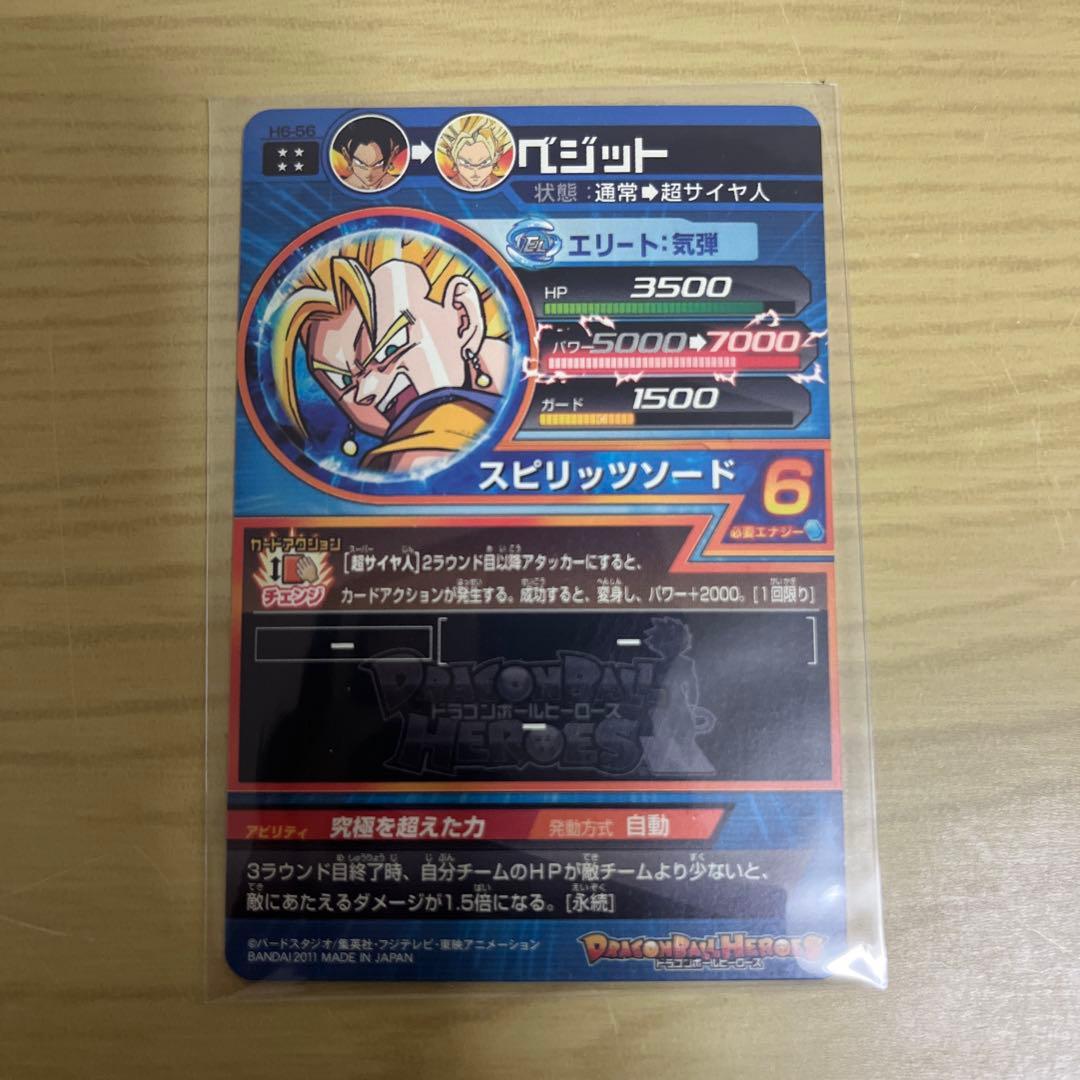 H6-56
ベジット
状態：通常➡超サイヤ人
エリート：気弾
HP 3500
パワー 5000➡7000
ガード 1500
スピリッツソード
6
必要エナジー
カードアクション
チェンジ
[超サイヤ人]2ラウンド目以降アタッカーにすると、
カードアクションが発生する。成功すると、変身し、パワー+2000。[1回限り]
ー [ー]
DRAGON BALL
ドラゴンボールヒーローズ
ー
HEROES
アビリティ 究極を超えた力 発動方式 自動
3ラウンド目終了時、自分チームのHPが敵チームより少ないと、
敵にあたえるダメージが1.5倍になる。[永続]
©バードスタジオ/集英社・フジテレビ・東映アニメーション
BANDAI 2011 MADE IN JAPAN
DRAGON BALL HEROES
ドラゴンボールヒーローズ